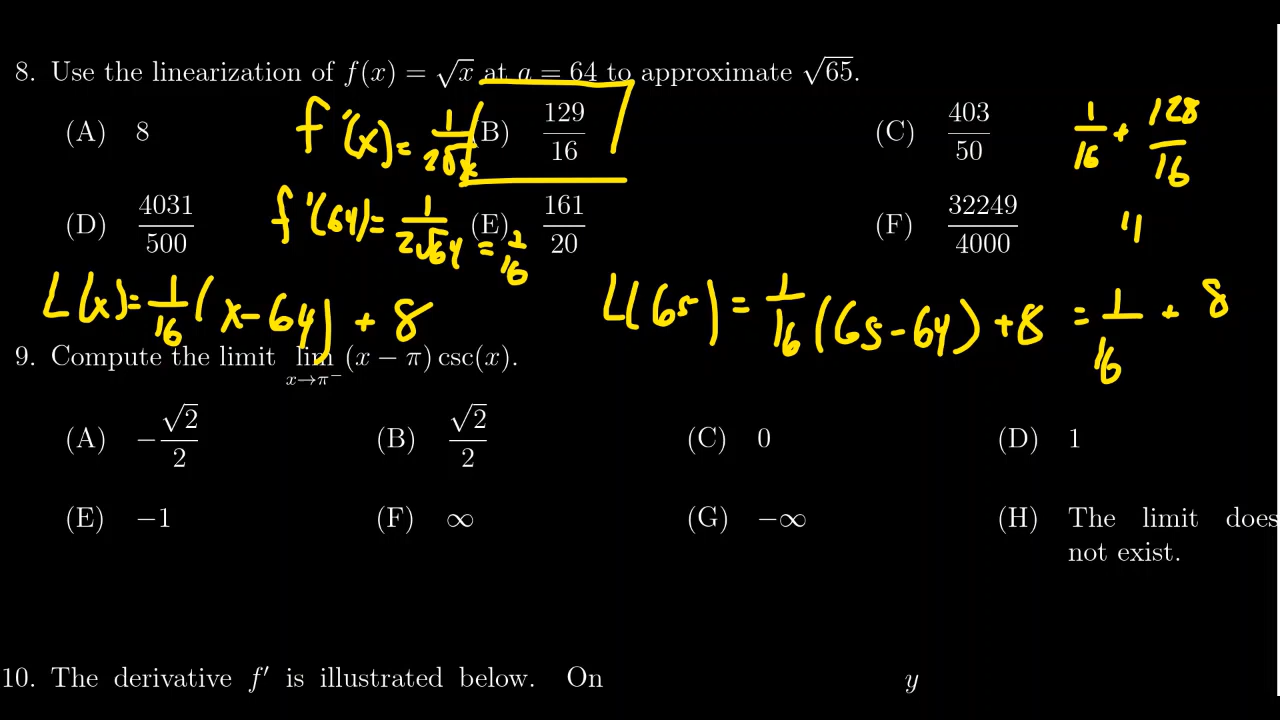 8. Use the linearization of f(x) = √x at a = 64 to approximate √65.
(A) 8 f'(x) = 1/(2√x) (B) 129/16 (C) 403/50 1/16 + 128/16
(D) 4031/500 f'(64) = 1/(2√64) = 1/16 (E) 161/20 (F) 32249/4000 "
L(x) = 1/16 (x - 64) + 8 L(65) = 1/16 (65 - 64) + 8 = 1/16 + 8
9. Compute the limit lim x→π⁻ (x − π) csc(x).
(A) −√2/2 (B) √2/2 (C) 0 (D) 1
(E) −1 (F) ∞ (G) −∞ (H) The limit does
not exist.
10. The derivative f′ is illustrated below. On y